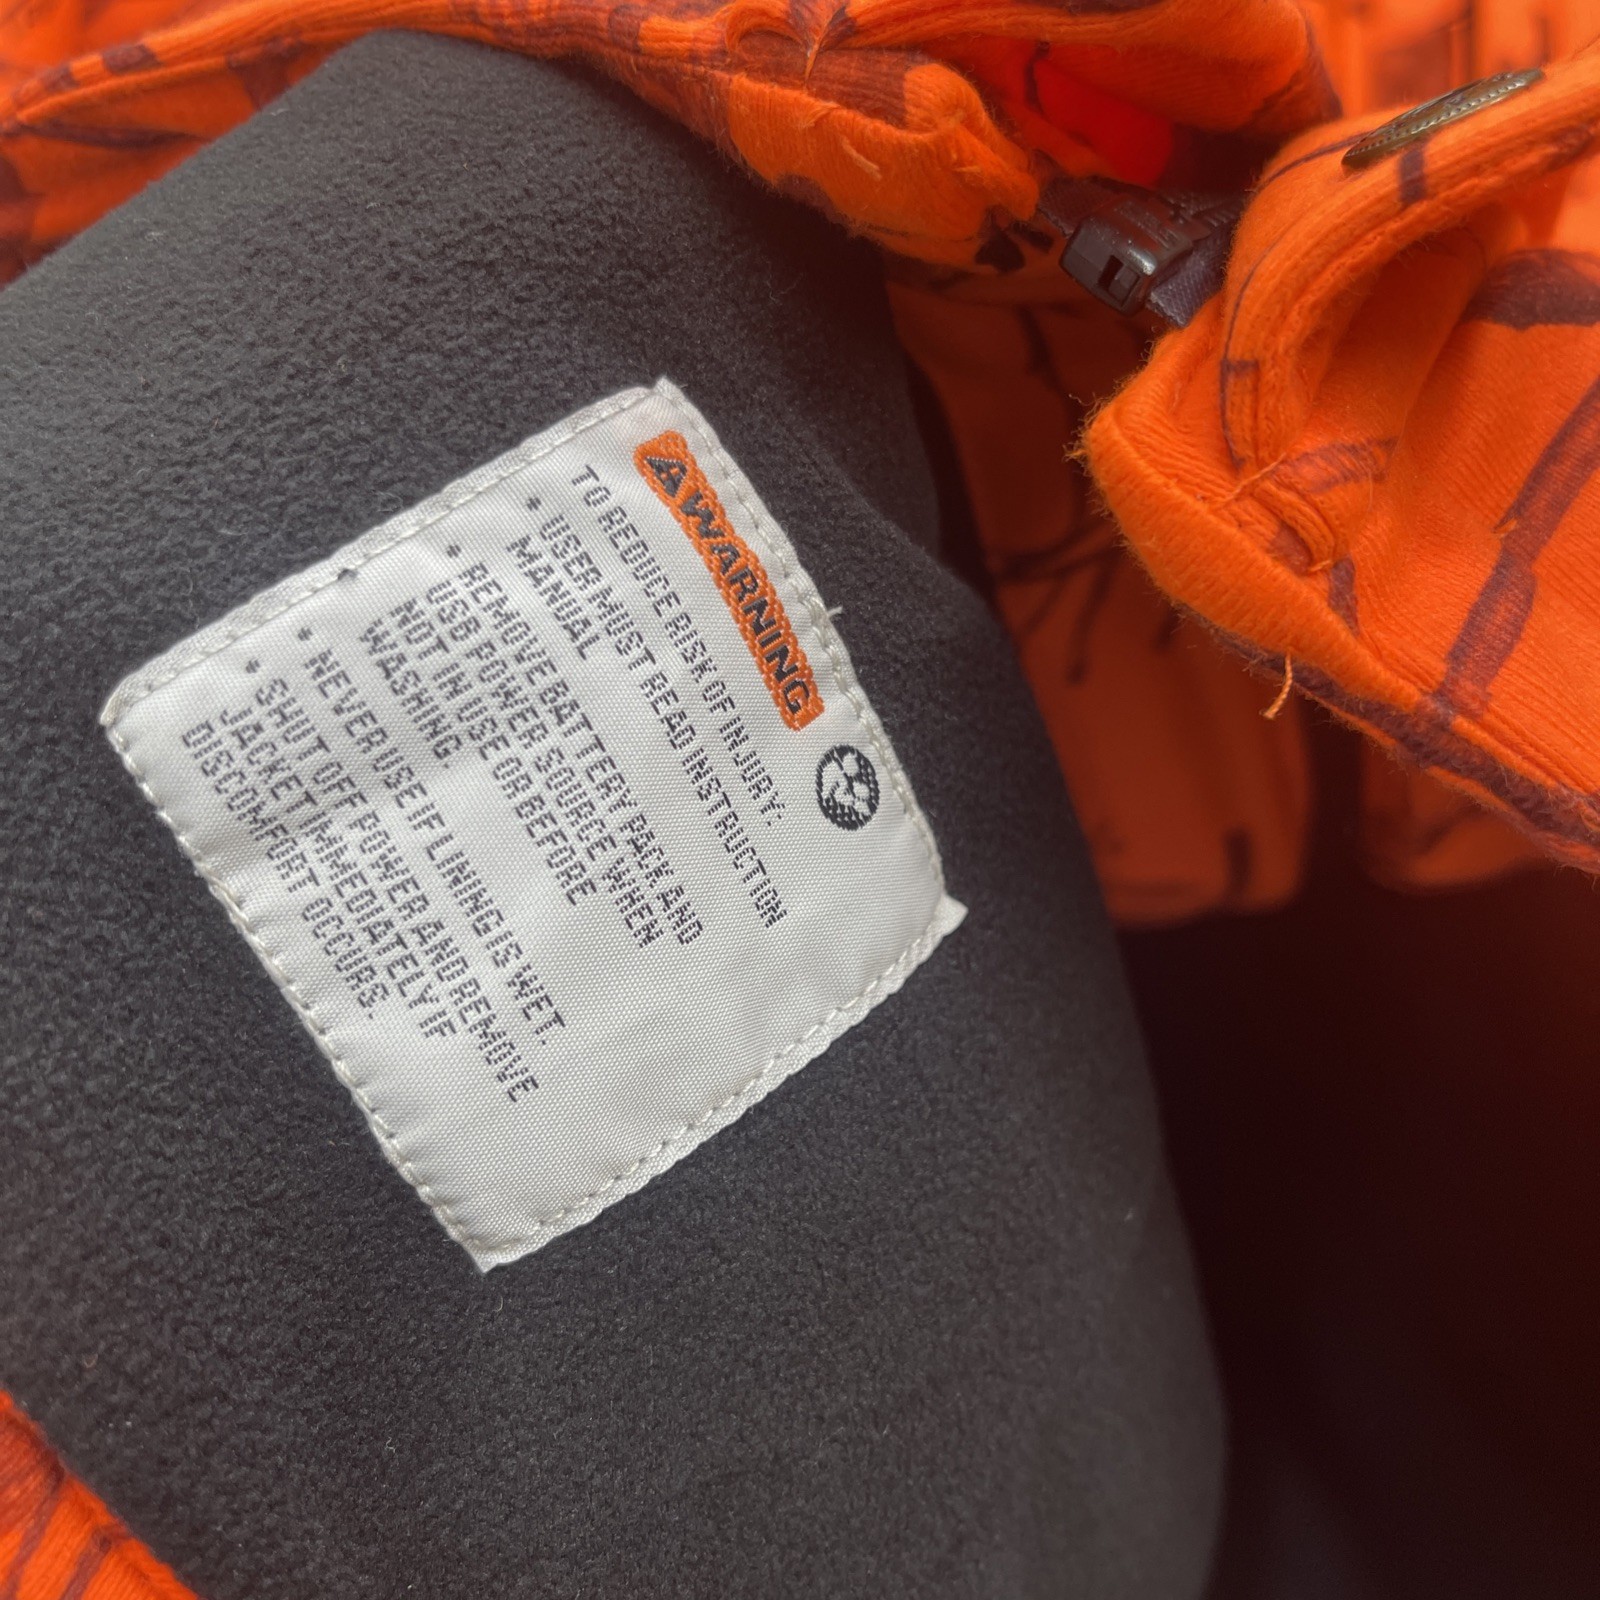 WARNING
TO REDUCE RISK OF INJURY:
• USER MUST READ INSTRUCTION
MANUAL
• REMOVE BATTERY PACK AND
USB POWER SOURCE WHEN
NOT IN USE OR BEFORE
WASHING
• NEVER USE IF LINING IS WET.
• SHUT OFF POWER AND REMOVE
JACKET IMMEDIATELY IF
DISCOMFORT OCCURS.